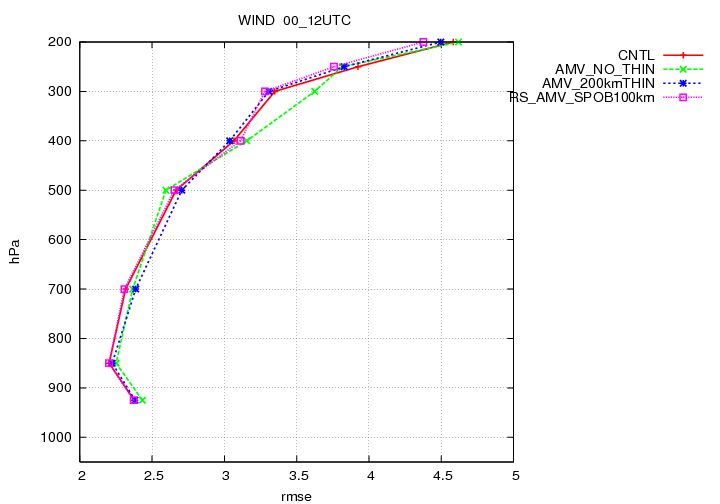 WIND 00_12UTC
200
300
400
500
600
700
800
900
1000
hPa
2
2.5
3
3.5
4
4.5
5
rmse
CNTL
AMV_NO_THIN
AMV_200kmTHIN
RS_AMV_SPOB100km